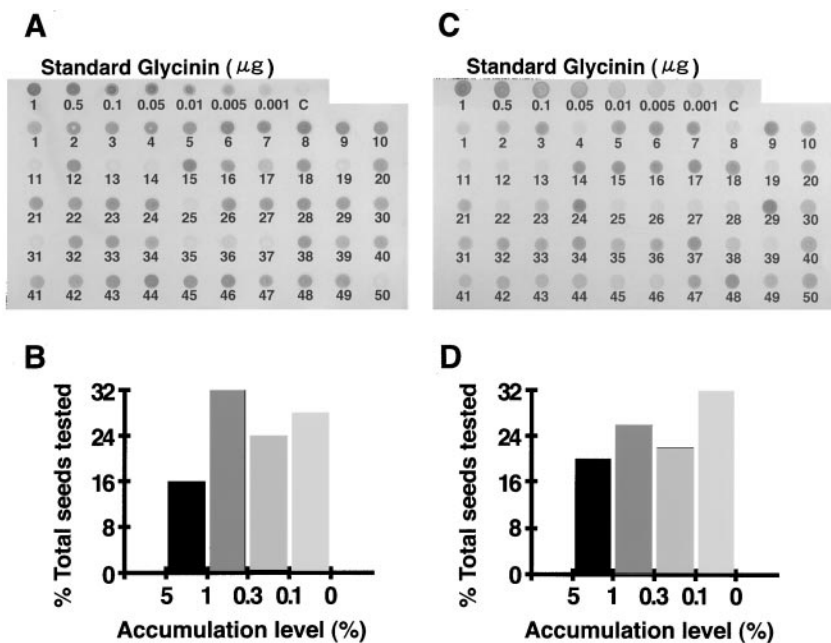 A
Standard Glycinin (μg)
1 0.5 0.1 0.05 0.01 0.005 0.001 C
1 2 3 4 5 6 7 8 9 10
11 12 13 14 15 16 17 18 19 20
21 22 23 24 25 26 27 28 29 30
31 32 33 34 35 36 37 38 39 40
41 42 43 44 45 46 47 48 49 50
C
Standard Glycinin (μg)
1 0.5 0.1 0.05 0.01 0.005 0.001 C
1 2 3 4 5 6 7 8 9 10
11 12 13 14 15 16 17 18 19 20
21 22 23 24 25 26 27 28 29 30
31 32 33 34 35 36 37 38 39 40
41 42 43 44 45 46 47 48 49 50
B
% Total seeds tested
32
24
16
8
0
5 1 0.3 0.1 0
Accumulation level (%)
D
% Total seeds tested
32
24
16
8
0
5 1 0.3 0.1 0
Accumulation level (%)